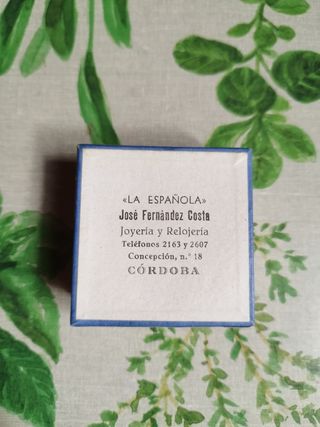 «LA ESPAÑOLA»
José Fernández Costa
Joyería y Relojería
Teléfonos 2163 y 2607
Concepción, n.° 18
CÓRDOBA